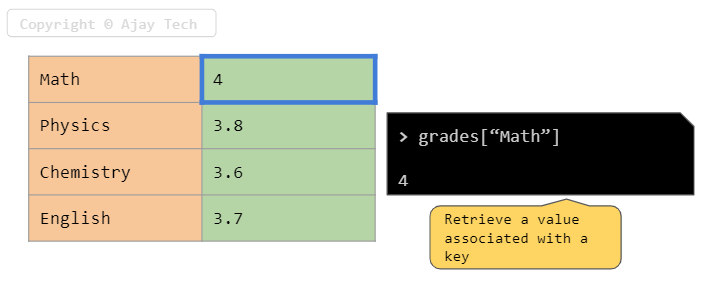 Copyright © Ajay Tech
Math 4
Physics 3.8
Chemistry 3.6
English 3.7
> grades[“Math”]
4
Retrieve a value
associated with a
key